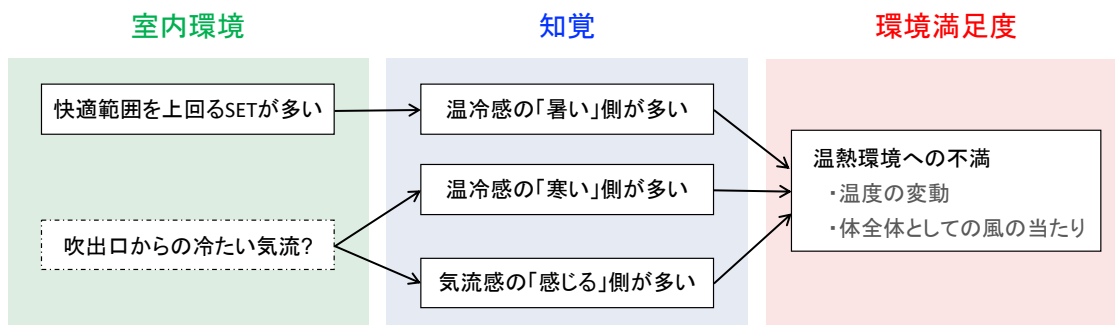 室内環境
知覚
環境満足度
快適範囲を上回るSETが多い
吹出口からの冷たい気流?
温冷感の「暑い」側が多い
温冷感の「寒い」側が多い
気流感の「感じる」側が多い
温熱環境への不満
・温度の変動
・体全体としての風の当たり